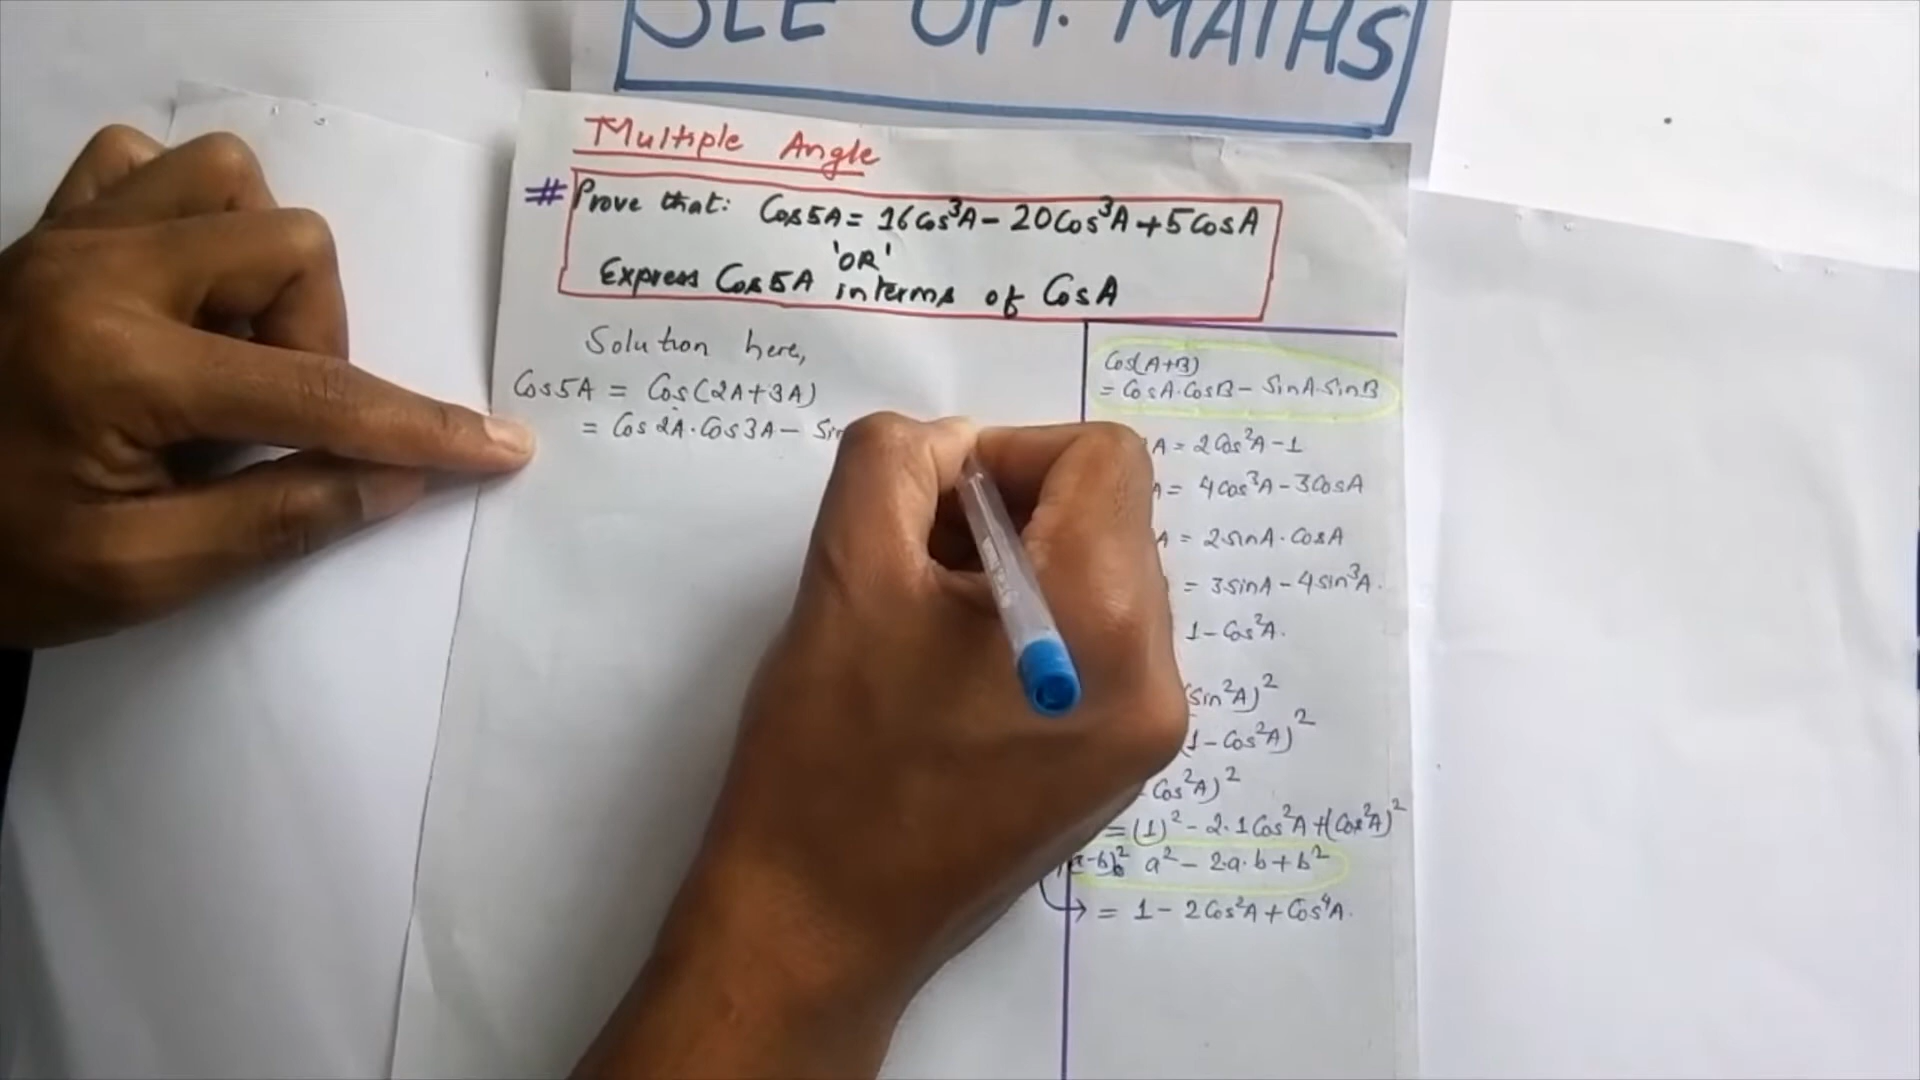 SLE OPT. MATHS
Multiple Angle
# Prove that: Cos5A = 16Cos³A - 20Cos³A + 5CosA
'OR'
Express Cos5A interms of CosA
Solution here,
Cos5A = Cos(2A+3A)
= Cos2A.Cos3A - Sin
Cos(A+B)
= CosA.CosB - SinA.SinB
A = 2Cos²A - 1
A = 4Cos³A - 3CosA
A = 2sinA.CosA
= 3sinA - 4sin³A.
1 - Cos²A.
(Sin²A)²
(1 - Cos²A)²
Cos²A)²
= (1)² - 2.1Cos²A + (Cos²A)²
a² - 2.a.b + b²
= 1 - 2Cos²A + Cos⁴A.